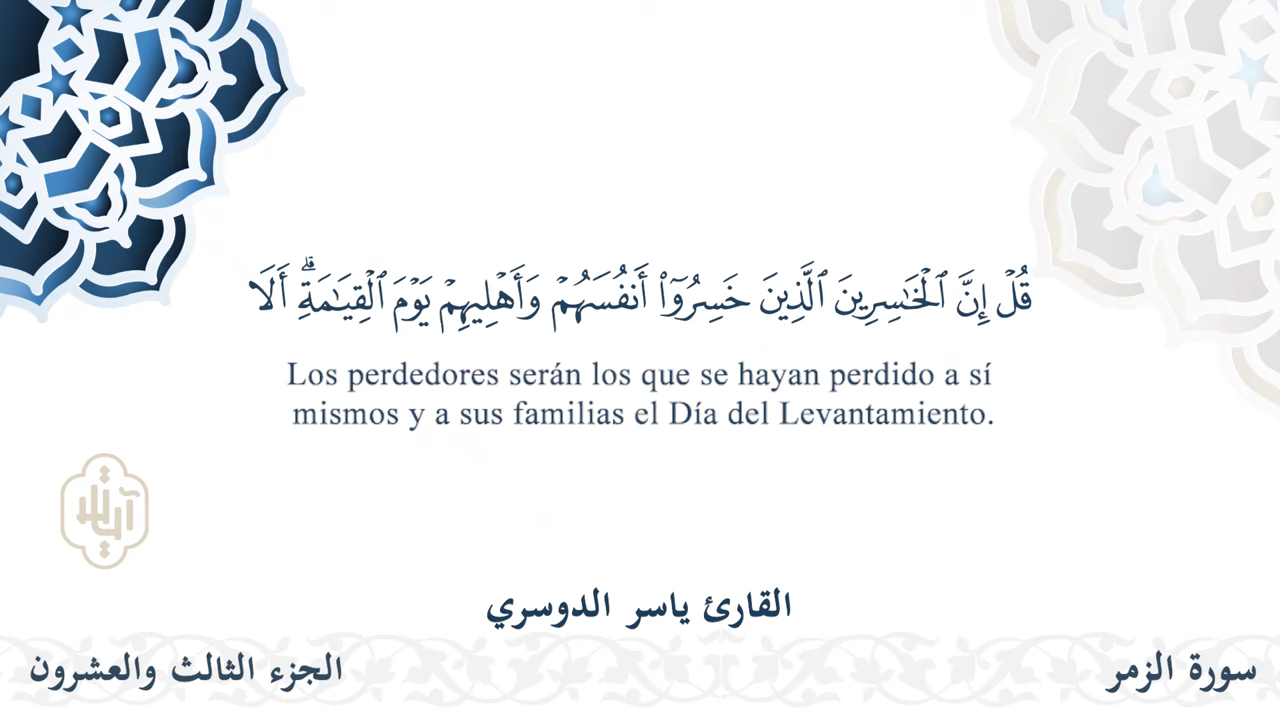 قُلْ إِنَّ ٱلْخَٰسِرِينَ ٱلَّذِينَ خَسِرُوٓا۟ أَنفُسَهُمْ وَأَهْلِيهِمْ يَوْمَ ٱلْقِيَٰمَةِ ۗ أَلَا
Los perdedores serán los que se hayan perdido a sí
mismos y a sus familias el Día del Levantamiento.
آيات
القارئ ياسر الدوسري
سورة الزمر
الجزء الثالث والعشرون